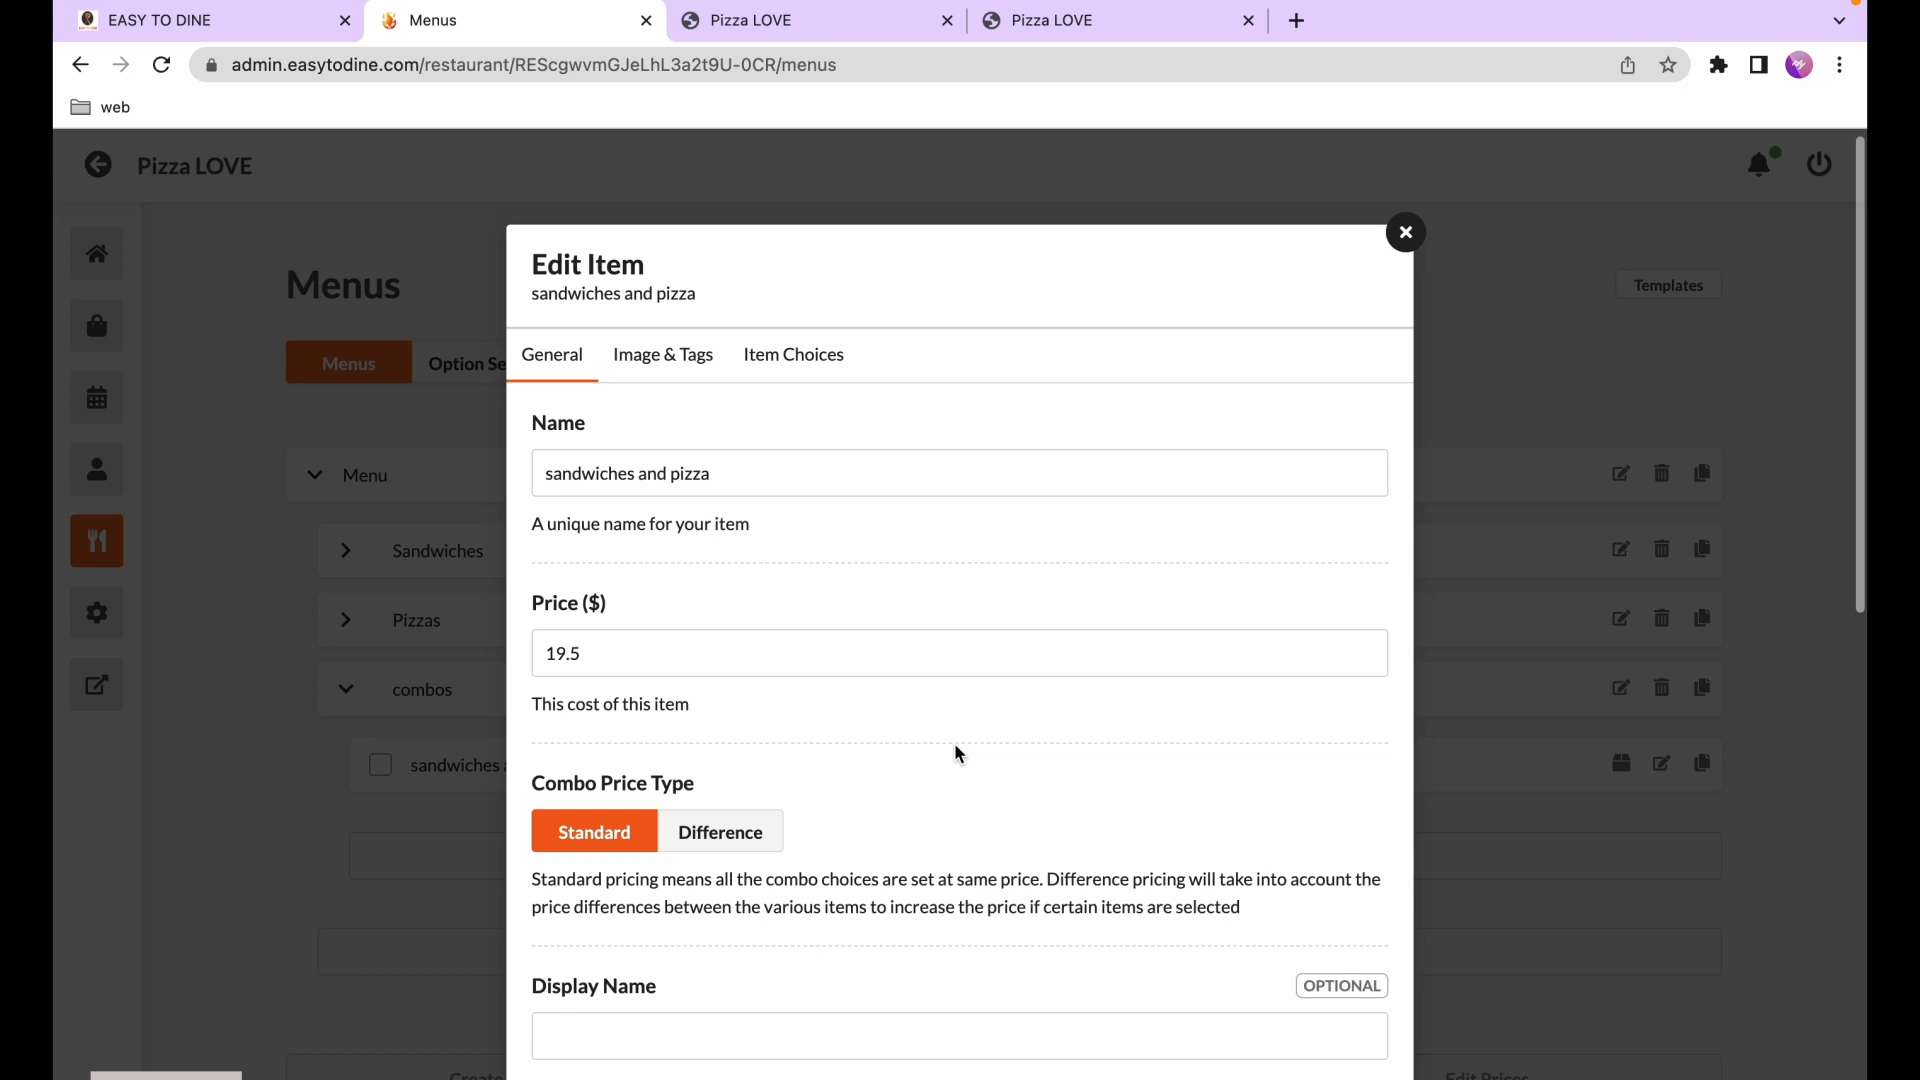 EASY TO DINE
Menus
Pizza LOVE
Pizza LOVE
admin.easytodine.com/restaurant/REScgwvmGJeLhL3a2t9U-0CR/menus
web
Pizza LOVE
Menus
Templates
Menus
Option Se
Menu
Sandwiches
Pizzas
combos
sandwiches
Edit Item
sandwiches and pizza
General
Image & Tags
Item Choices
Name
sandwiches and pizza
A unique name for your item
Price ($)
19.5
This cost of this item
Combo Price Type
Standard
Difference
Standard pricing means all the combo choices are set at same price. Difference pricing will take into account the
price differences between the various items to increase the price if certain items are selected
Display Name
OPTIONAL
Edit Prices